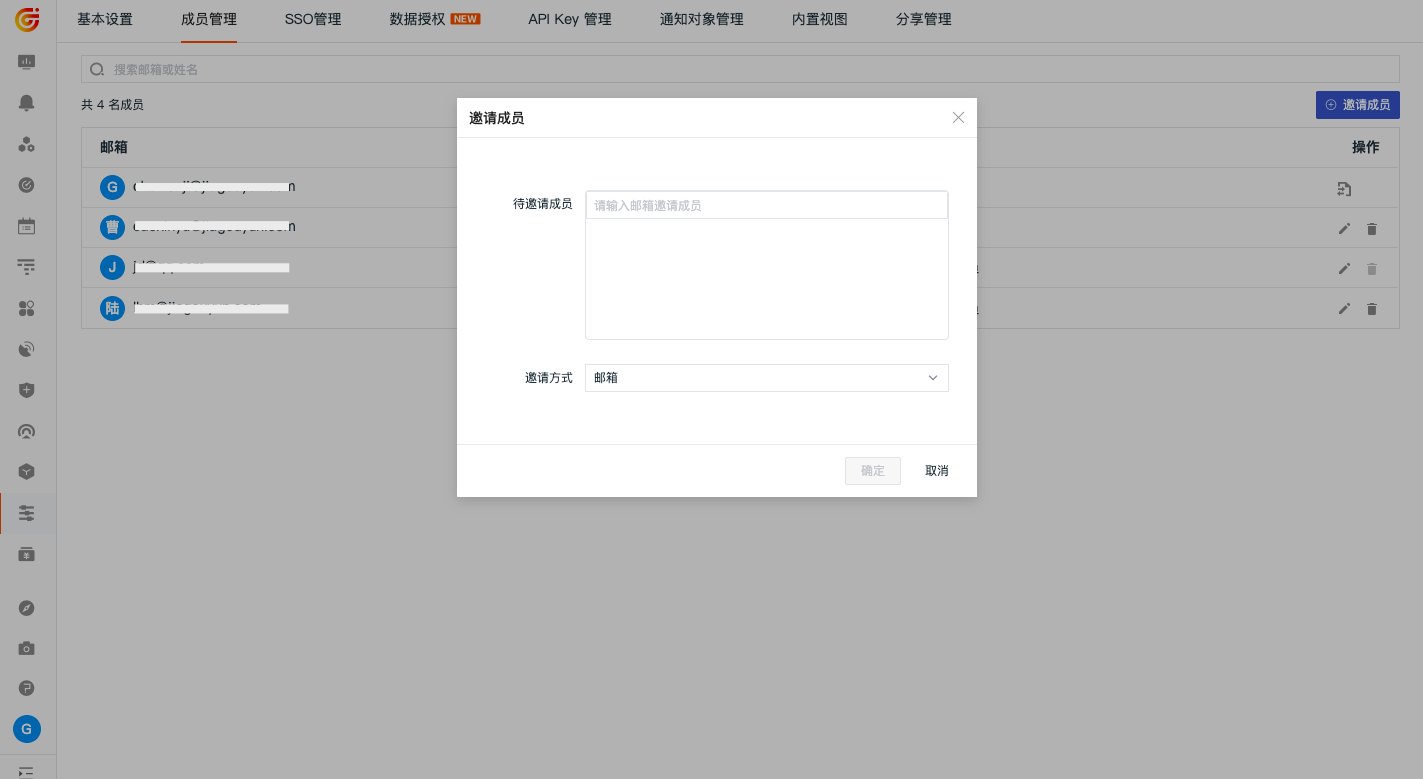 基本设置 成员管理 SSO管理 数据授权 NEW API Key 管理 通知对象管理 内置视图 分享管理
搜索邮箱或姓名
共 4 名成员
邀请成员
邮箱 操作
G
曹
J
陆
邀请成员
待邀请成员 请输入邮箱邀请成员
邀请方式 邮箱
确定 取消
G